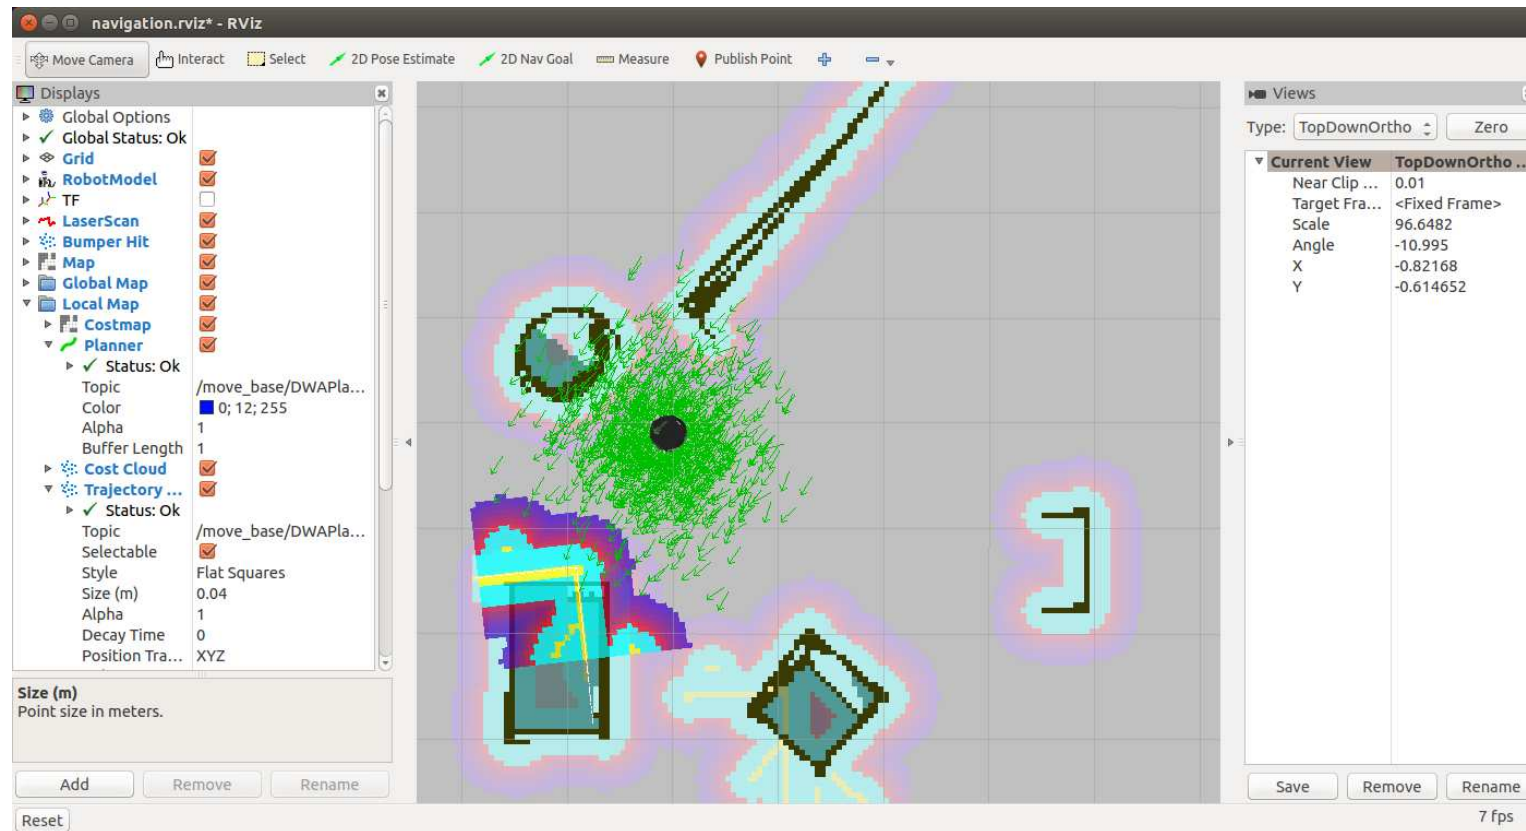 navigation.rviz* - RViz
Move Camera Interact Select 2D Pose Estimate 2D Nav Goal Measure Publish Point
Displays
Global Options
Global Status: Ok
Grid
RobotModel
TF
LaserScan
Bumper Hit
Map
Global Map
Local Map
Costmap
Planner
Status: Ok
Topic /move_base/DWAPla...
Color 0; 12; 255
Alpha 1
Buffer Length 1
Cost Cloud
Trajectory ...
Status: Ok
Topic /move_base/DWAPla...
Selectable
Style Flat Squares
Size (m) 0.04
Alpha 1
Decay Time 0
Position Tra... XYZ
Size (m)
Point size in meters.
Add Remove Rename
Reset
Views
Type: TopDownOrtho Zero
Current View TopDownOrtho ...
Near Clip ... 0.01
Target Fra... <Fixed Frame>
Scale 96.6482
Angle -10.995
X -0.82168
Y -0.614652
Save Remove Rename
7 fps